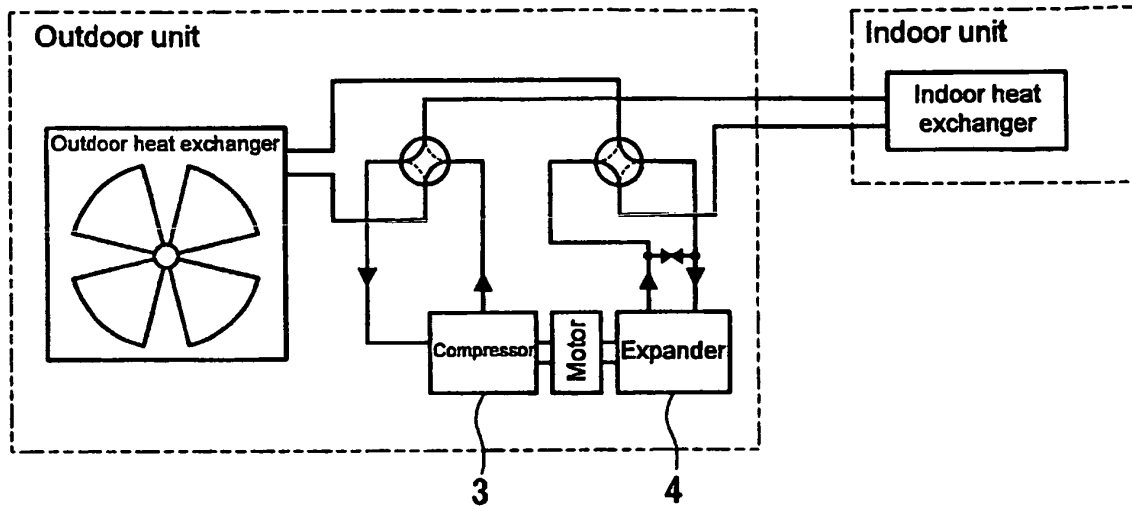 Outdoor unit
Indoor unit
Indoor heat
exchanger
Outdoor heat exchanger
Compressor
Motor
Expander
3
4